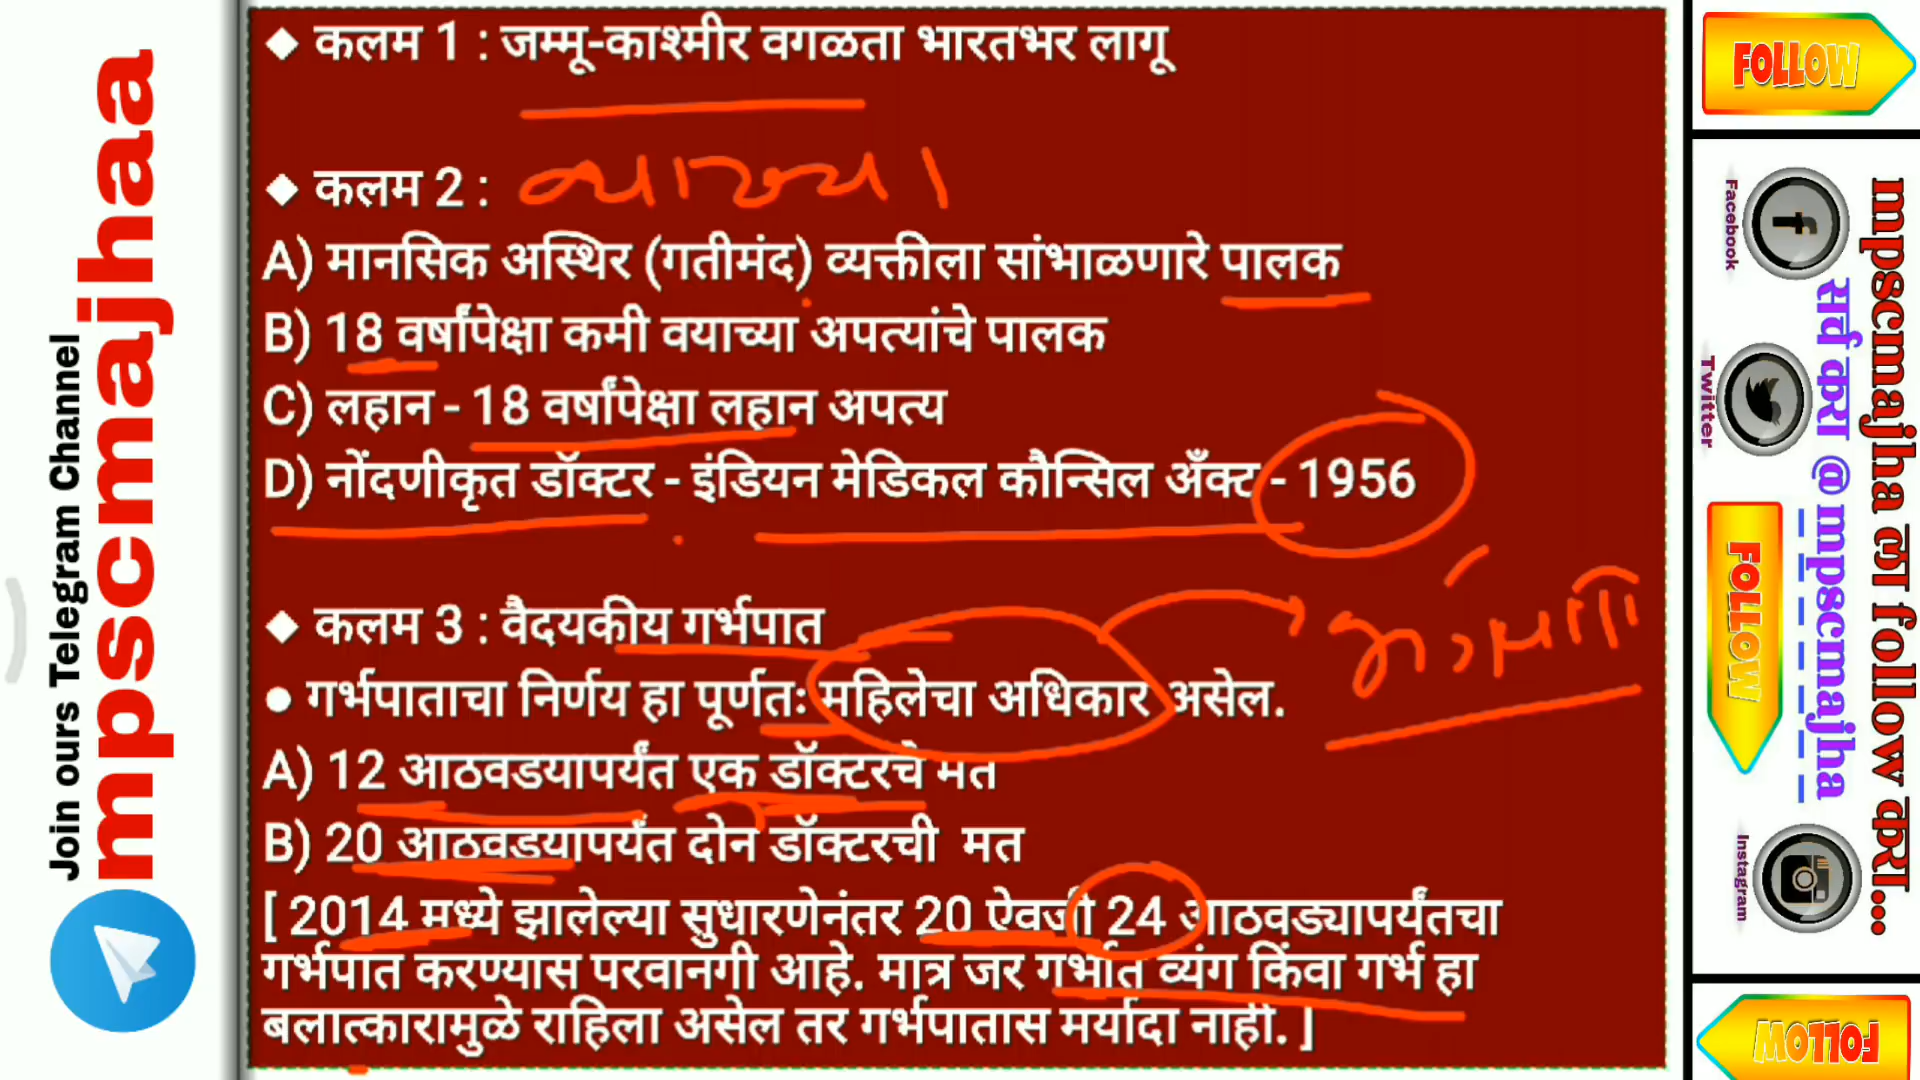 Join ours Telegram Channel
mpscmajhaa
◆ कलम 1 : जम्मू-काश्मीर वगळता भारतभर लागू
◆ कलम 2 : व्याख्या
A) मानसिक अस्थिर (गतीमंद) व्यक्तीला सांभाळणारे पालक
B) 18 वर्षांपेक्षा कमी वयाच्या अपत्यांचे पालक
C) लहान - 18 वर्षांपेक्षा लहान अपत्य
D) नोंदणीकृत डॉक्टर - इंडियन मेडिकल कौन्सिल अँक्ट - 1956
◆ कलम 3 : वैदयकीय गर्भपात
● गर्भपाताचा निर्णय हा पूर्णतः महिलेचा अधिकार असेल.
A) 12 आठवडयापर्यंत एक डॉक्टरचे मत
B) 20 आठवडयापर्यंत दोन डॉक्टरची मत
[ 2014 मध्ये झालेल्या सुधारणेनंतर 20 ऐवजी 24 आठवड्यापर्यंतचा
गर्भपात करण्यास परवानगी आहे. मात्र जर गर्भात व्यंग किंवा गर्भ हा
बलात्कारामुळे राहिला असेल तर गर्भपातास मर्यादा नाही. ]
FOLLOW
Facebook
Twitter
Instagram
mpscmajha ला follow करा...
सर्च करा @mpscmajha
FOLLOW
FOLLOW